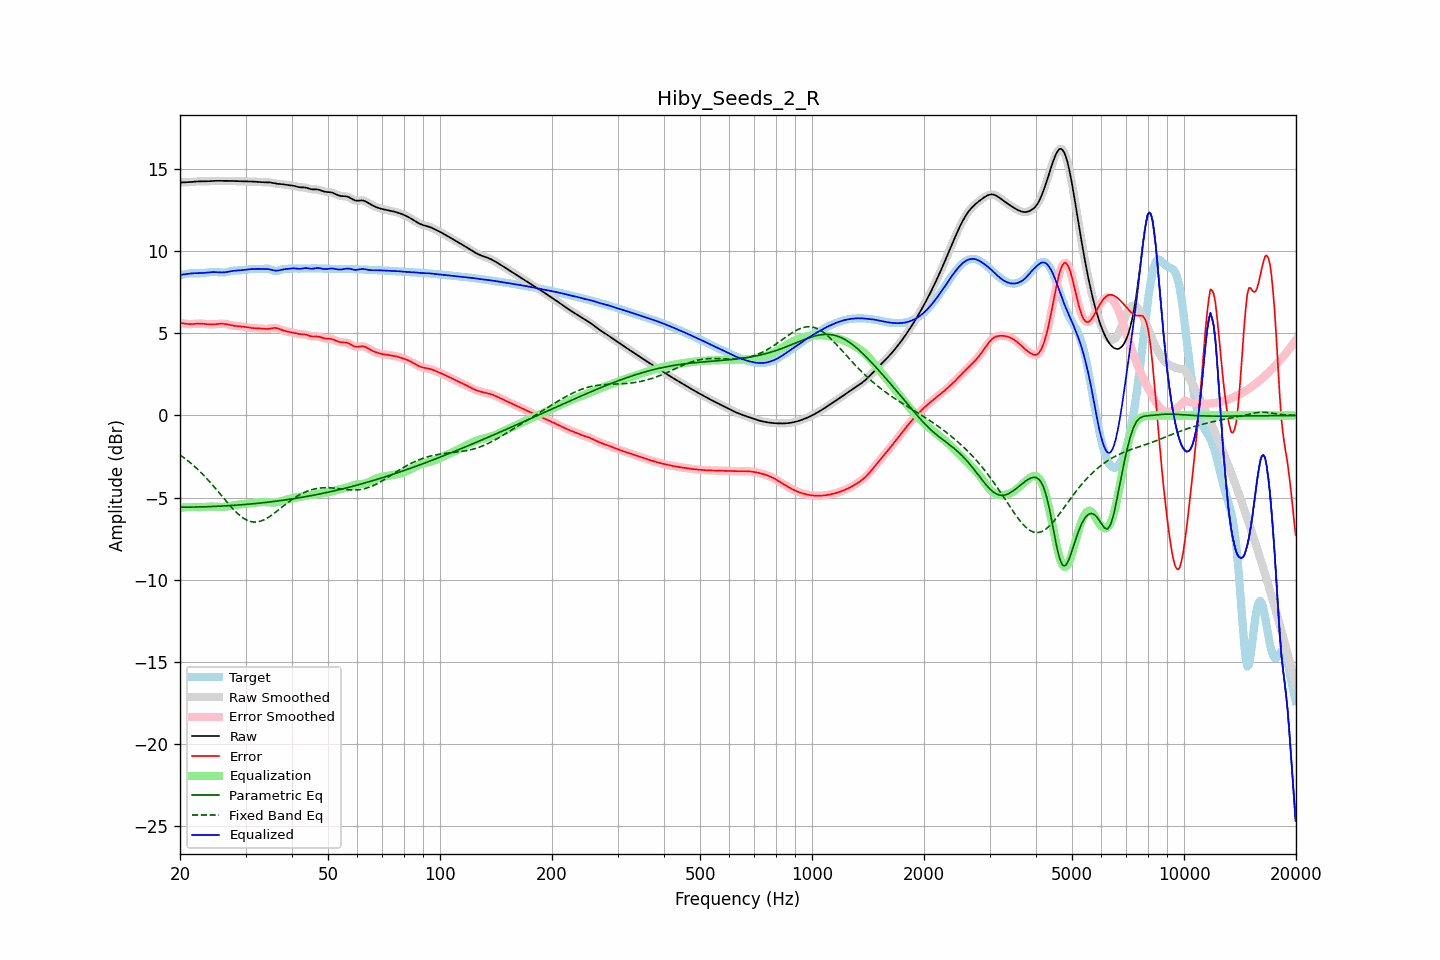 Hiby_Seeds_2_R
Amplitude (dBr)
15
10
5
0
−5
−10
−15
−20
−25
Target
Raw Smoothed
Error Smoothed
Raw
Error
Equalization
Parametric Eq
Fixed Band Eq
Equalized
20 50 100 200 500 1000 2000 5000 10000 20000
Frequency (Hz)